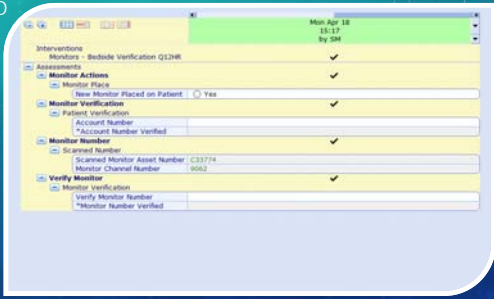 Mon Apr 18
15:17
by SM
Interventions
Monitors - Bedside Verification Q12HR
Assessments
Monitor Actions
Monitor Place
New Monitor Placed on Patient Yes
Monitor Verification
Patient Verification
Account Number
*Account Number Verified
Monitor Number
Scanned Number
Scanned Monitor Asset Number C33774
Monitor Channel Number 9062
Verify Monitor
Monitor Verification
Verify Monitor Number
*Monitor Number Verified